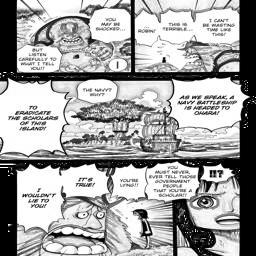 I CAN'T
BE WASTING
TIME LIKE
THIS!
THIS IS
TERRIBLE...
ROBIN!
YOU
MAY BE
SHOCKED...
BUT
LISTEN
CAREFULLY TO
WHAT I TELL
YOU!!
AS WE SPEAK, A
NAVY BATTLESHIP
IS HEADED TO
OHARA!
THE NAVY?
WHY?
TO
ERADICATE
THE SCHOLARS
OF THIS
ISLAND!
!!?
YOU
MUST NEVER,
EVER TELL THOSE
GOVERNMENT
PEOPLE
THAT YOU'RE
A SCHOLAR!!
YOU'RE
LYING!!
IT'S
TRUE!
I
WOULDN'T
LIE TO
YOU!